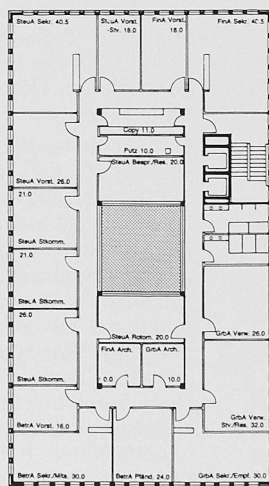 SteuA Sekr. 40.5
SteuA Vorst.
-Stv. 18.0
FinA Vorst.
18.0
FinA Sekr. 40.5
Copy 11.0
Putz 10.0
SteuA Bespr./Res. 20.0
SteuA Vorst. 26.0
21.0
SteuA Stkomm.
21.0
SteuA Stkomm.
26.0
SteuA Stkomm.
SteuA Rotom. 20.0
GrbA Verw. 26.0
FinA Arch.
GrbA Arch.
10.0
BetrA Vorst. 16.0
GrbA Verw.
Stv./Res. 32.0
BetrA Sekr./Mita. 30.0
BetrA Pfänd. 24.0
GrbA Sekr./Empf. 30.0